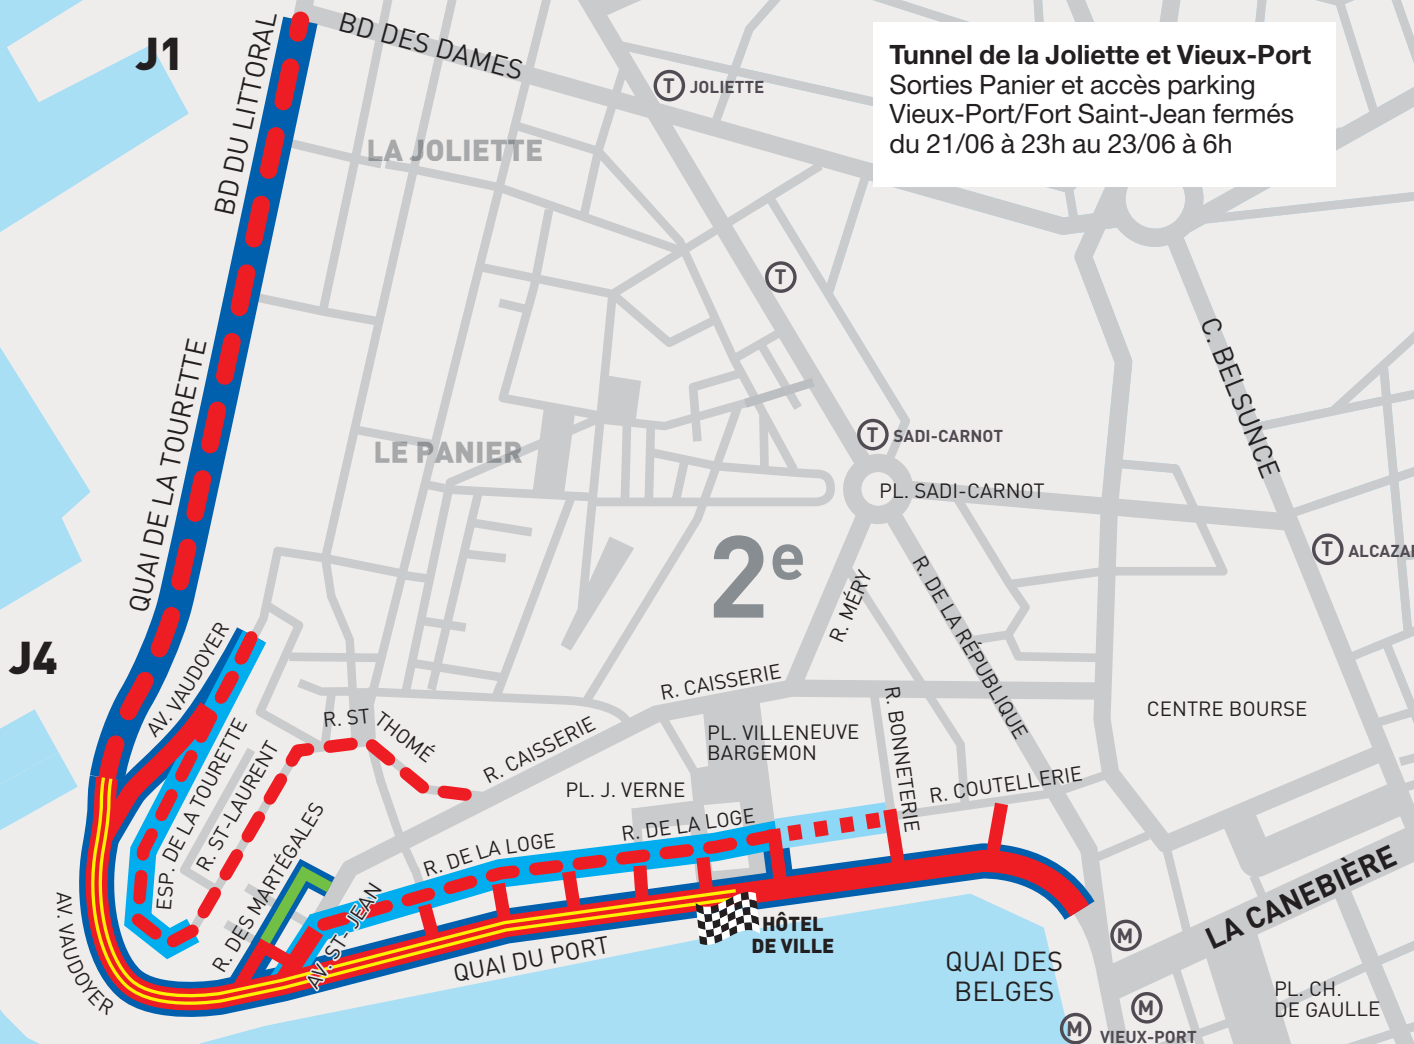 Tunnel de la Joliette et Vieux-Port
Sorties Panier et accès parking
Vieux-Port/Fort Saint-Jean fermés
du 21/06 à 23h au 23/06 à 6h
J1
BD DU LITTORAL
BD DES DAMES
T JOLIETTE
LA JOLIETTE
T
QUAI DE LA TOURETTE
C. BELSUNCE
LE PANIER
T SADI-CARNOT
PL. SADI-CARNOT
2e
T ALCAZAR
R. MÉRY
R. DE LA RÉPUBLIQUE
J4
AV. VAUDOYER
R. CAISSERIE
R. ST THOMÉ
R. CAISSERIE
PL. VILLENEUVE
BARGEMON
R. BONNETERIE
CENTRE BOURSE
ESP. DE LA TOURETTE
R. ST-LAURENT
PL. J. VERNE
R. COUTELLERIE
R. DES MARTÉGALES
R. DE LA LOGE
R. DE LA LOGE
AV. VAUDOYER
AV. ST- JEAN
QUAI DU PORT
HÔTEL
DE VILLE
LA CANEBIÈRE
M
QUAI DES
BELGES
M
M VIEUX-PORT
PL. CH.
DE GAULLE